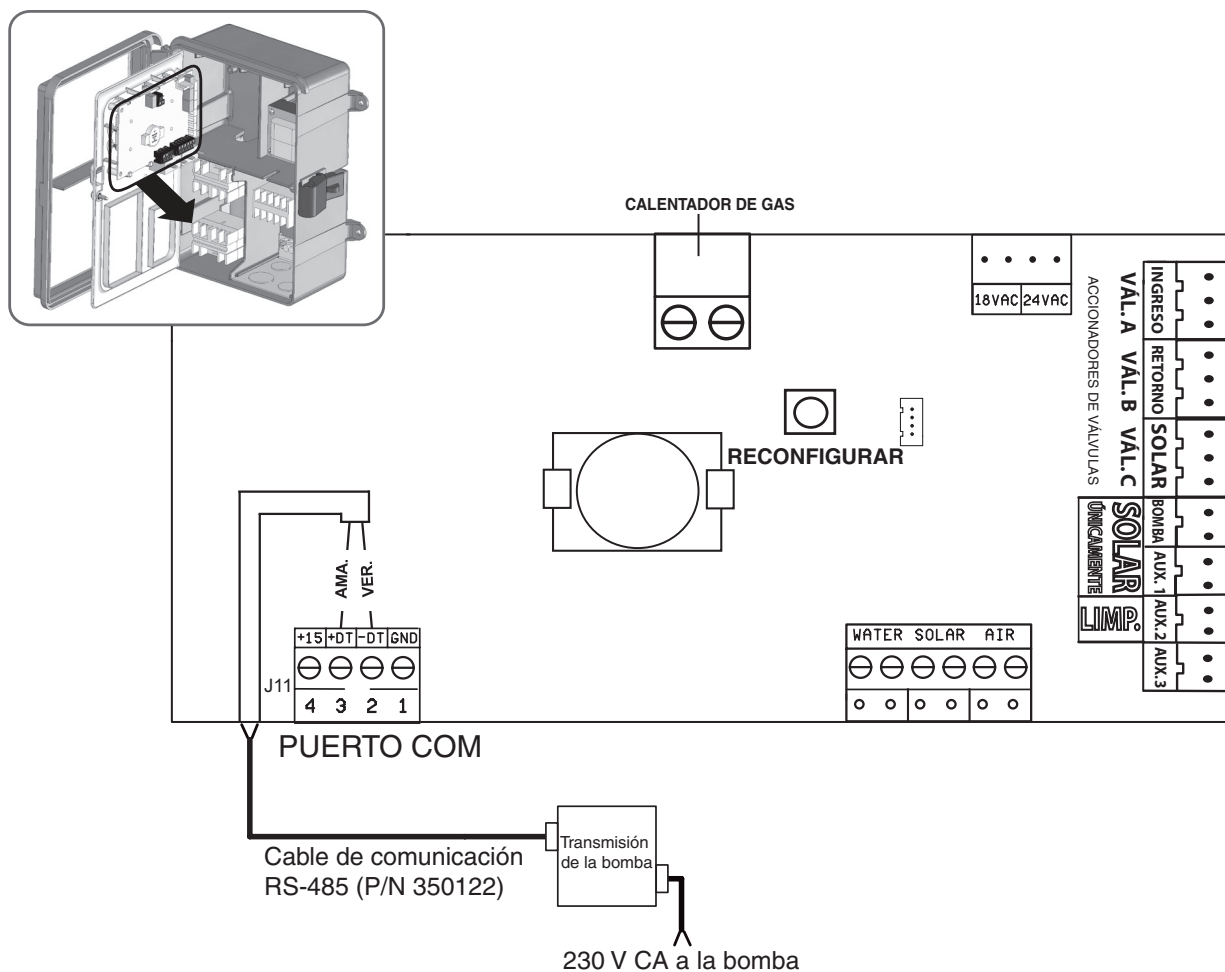 CALENTADOR DE GAS
18VAC 24VAC
INGRESO
RETORNO
SOLAR
BOMBA
AUX. 1
AUX.2
AUX.3
VÁL. A
VÁL. B
VÁL. C
ACCIONADORES DE VÁLVULAS
SOLAR
ÚNICAMENTE
LIMP.
RECONFIGURAR
AMA.
VER.
+15 +DT -DT GND
J11
4 3 2 1
WATER SOLAR AIR
PUERTO COM
Cable de comunicación
RS-485 (P/N 350122)
Transmisión
de la bomba
230 V CA a la bomba